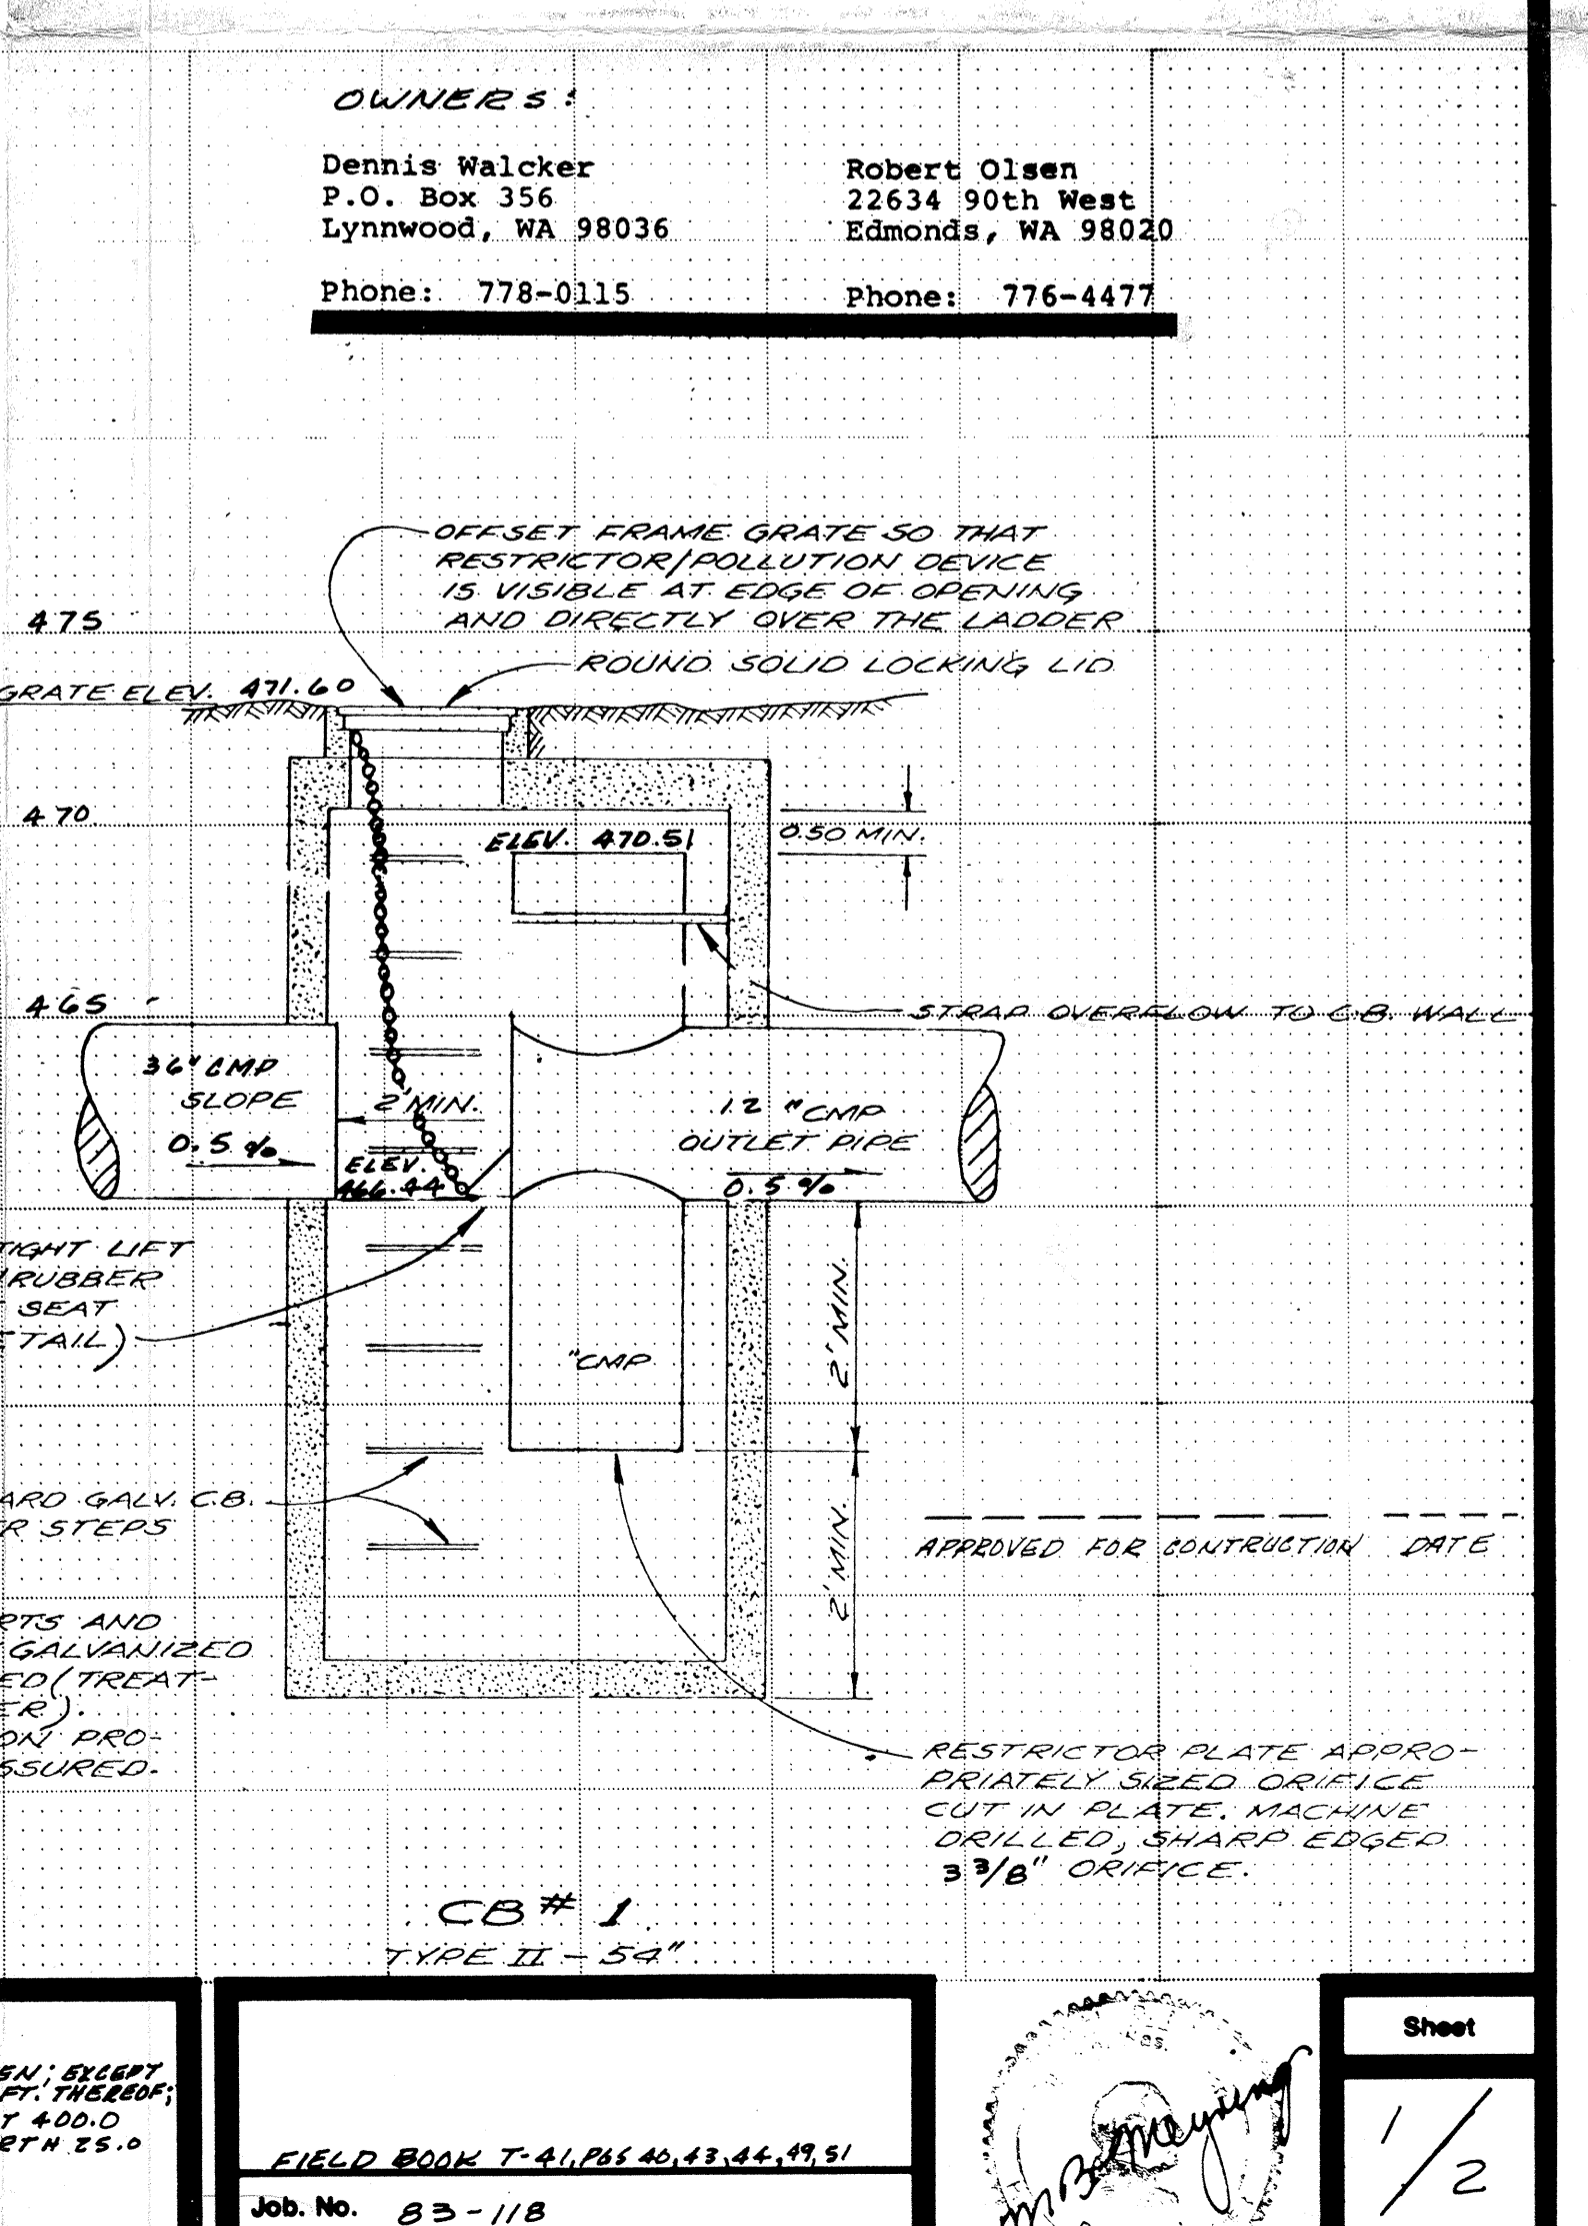 OWNERS:
Dennis Walcker
P.O. Box 356
Lynnwood, WA 98036
Phone: 778-0115
Robert Olsen
22634 90th West
Edmonds, WA 98020
Phone: 776-4477
OFFSET FRAME GRATE SO THAT
RESTRICTOR/POLLUTION DEVICE
IS VISIBLE AT EDGE OF OPENING
AND DIRECTLY OVER THE LADDER
475
ROUND SOLID LOCKING LID
GRATE ELEV. 471.60
470
ELEV. 470.51
0.50 MIN.
465
STRAP OVERFLOW TO C.B. WALL
36" CMP
SLOPE
0.5 %
2' MIN.
ELEV.
466.44
12 "CMP
OUTLET PIPE
0.5 %
TIGHT LIFT
RUBBER
SEAT
TAIL)
"CMP
2' MIN.
2' MIN.
ARD GALV. C.B.
R STEPS
APPROVED FOR CONTRUCTION DATE
RTS AND
GALVANIZED
ED (TREAT-
ER).
ON PRO-
SSURED.
RESTRICTOR PLATE APPRO-
PRIATELY SIZED ORIFICE
CUT IN PLATE. MACHINE
DRILLED, SHARP EDGED
3 3/8" ORIFICE.
CB # 1
TYPE II - 54"
EN; EXCEPT
FT. THEREOF;
T 400.0
RTH 25.0
FIELD BOOK T-41, PGS 40, 43, 44, 49, 51
Job. No. 83-118
Sheet
1/2